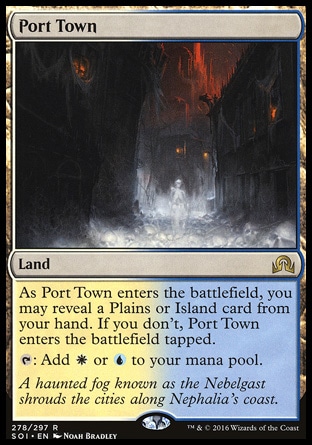 Port Town
Land
As Port Town enters the battlefield, you
may reveal a Plains or Island card from
your hand. If you don't, Port Town
enters the battlefield tapped.
: Add or to your mana pool.
A haunted fog known as the Nebelgast
shrouds the cities along Nephalia's coast.
278/297 R
SOI • EN Noah Bradley
™ & © 2016 Wizards of the Coast